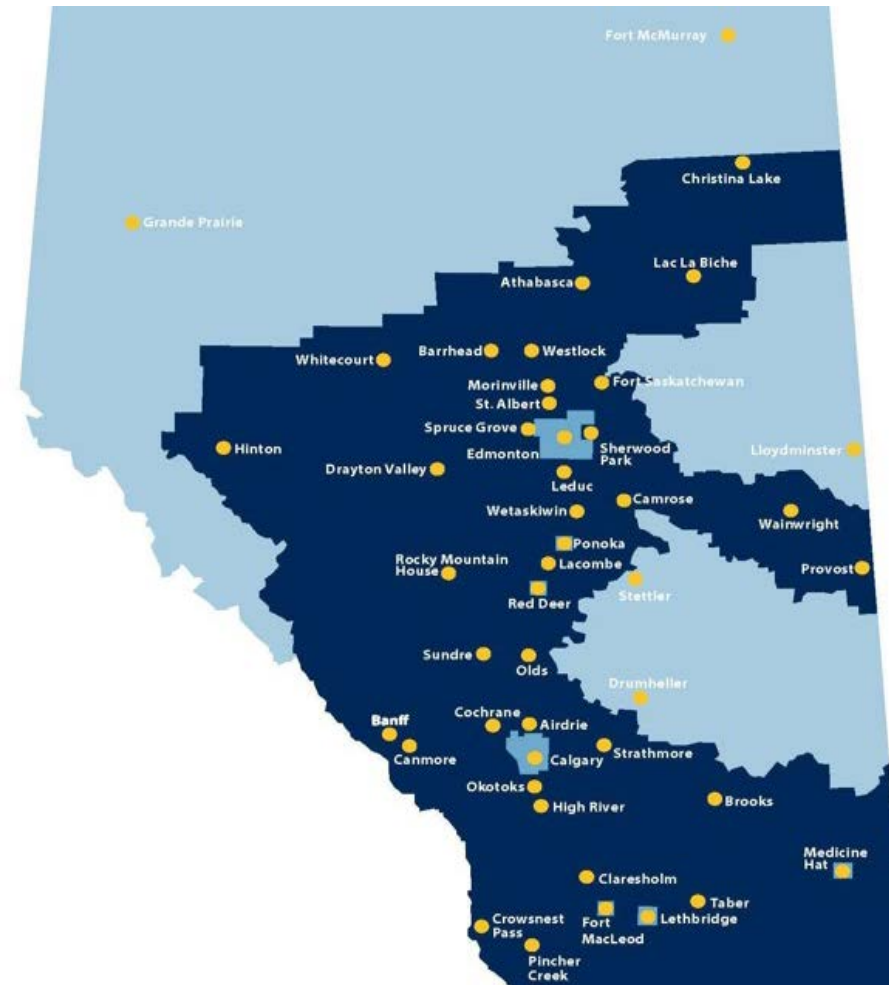 Fort McMurray
Christina Lake
Grande Prairie
Lac La Biche
Athabasca
Barrhead
Westlock
Whitecourt
Morinville
Fort Saskatchewan
St. Albert
Spruce Grove
Edmonton
Sherwood
Park
Hinton
Lloydminster
Drayton Valley
Leduc
Camrose
Wetaskiwin
Wainwright
Ponoka
Rocky Mountain
House
Lacombe
Provost
Stettler
Red Deer
Sundre
Olds
Drumheller
Cochrane
Airdrie
Banff
Canmore
Calgary
Strathmore
Okotoks
High River
Brooks
Medicine
Hat
Claresholm
Taber
Fort
MacLeod
Lethbridge
Crowsnest
Pass
Pincher
Creek